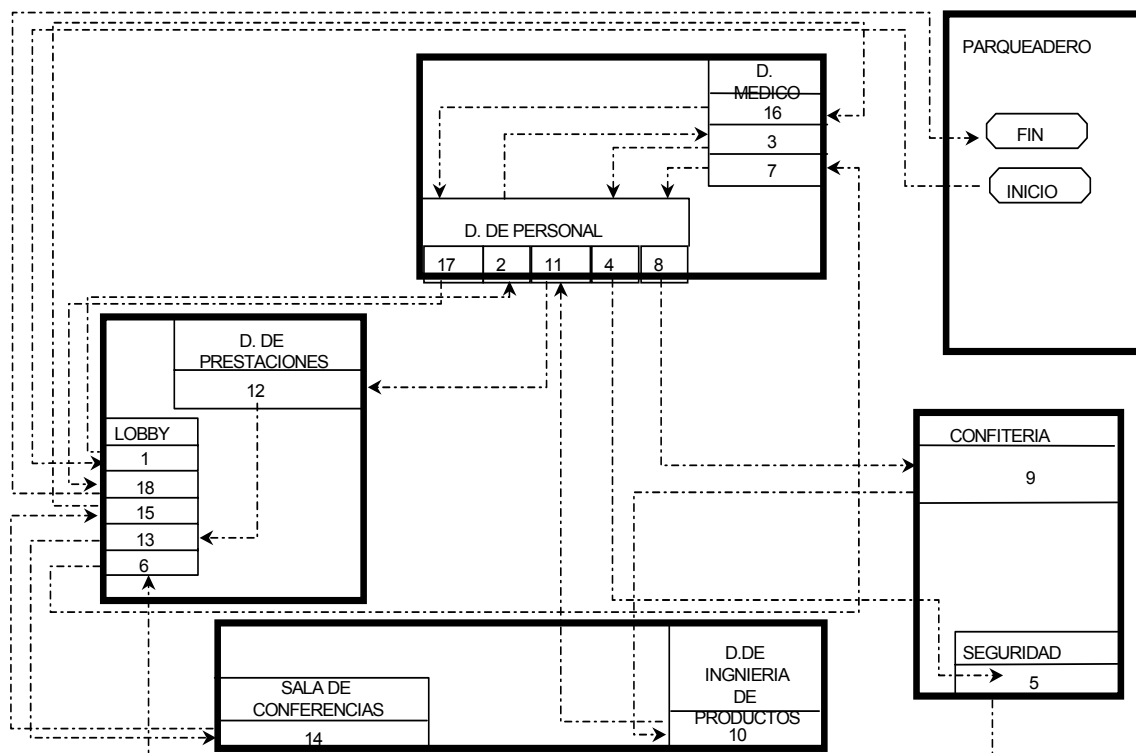 PARQUEADERO
FIN
INICIO
D.
MEDICO
16
3
7
D. DE PERSONAL
17 2 11 4 8
D. DE
PRESTACIONES
12
LOBBY
1
18
15
13
6
CONFITERIA
9
SEGURIDAD
5
SALA DE
CONFERENCIAS
14
D.DE
INGNIERIA
DE
PRODUCTOS
10